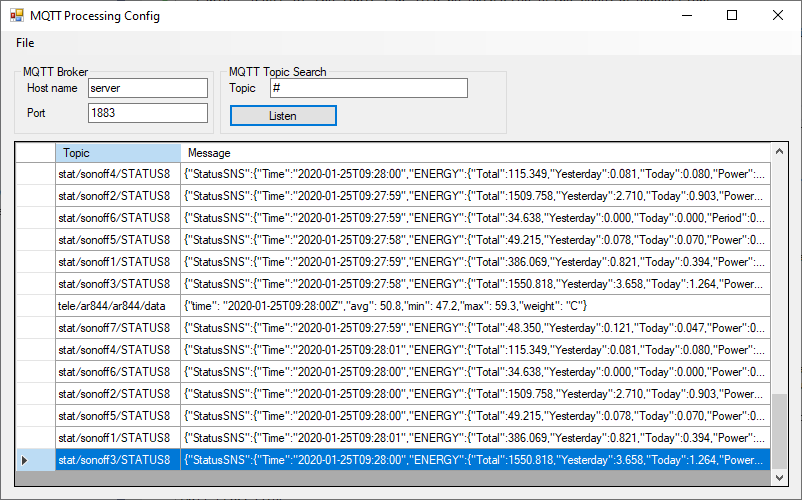 MQTT Processing Config
File
MQTT Broker
MQTT Topic Search
Host name server
Topic #
Port 1883
Listen
Topic Message
stat/sonoff4/STATUS8 {"StatusSNS":{"Time":"2020-01-25T09:28:00","ENERGY":{"Total":115.349,"Yesterday":0.081,"Today":0.080,"Power":...
stat/sonoff2/STATUS8 {"StatusSNS":{"Time":"2020-01-25T09:27:59","ENERGY":{"Total":1509.758,"Yesterday":2.710,"Today":0.903,"Power...
stat/sonoff6/STATUS8 {"StatusSNS":{"Time":"2020-01-25T09:27:59","ENERGY":{"Total":34.638,"Yesterday":0.000,"Today":0.000,"Period":0...
stat/sonoff5/STATUS8 {"StatusSNS":{"Time":"2020-01-25T09:27:58","ENERGY":{"Total":49.215,"Yesterday":0.078,"Today":0.070,"Power":0...
stat/sonoff1/STATUS8 {"StatusSNS":{"Time":"2020-01-25T09:27:59","ENERGY":{"Total":386.069,"Yesterday":0.821,"Today":0.394,"Power":...
stat/sonoff3/STATUS8 {"StatusSNS":{"Time":"2020-01-25T09:27:58","ENERGY":{"Total":1550.818,"Yesterday":3.658,"Today":1.264,"Power...
tele/ar844/ar844/data {"time": "2020-01-25T09:28:00Z","avg": 50.8,"min": 47.2,"max": 59.3,"weight": "C"}
stat/sonoff7/STATUS8 {"StatusSNS":{"Time":"2020-01-25T09:27:59","ENERGY":{"Total":48.350,"Yesterday":0.121,"Today":0.047,"Power":0...
stat/sonoff4/STATUS8 {"StatusSNS":{"Time":"2020-01-25T09:28:01","ENERGY":{"Total":115.349,"Yesterday":0.081,"Today":0.080,"Power":...
stat/sonoff6/STATUS8 {"StatusSNS":{"Time":"2020-01-25T09:28:00","ENERGY":{"Total":34.638,"Yesterday":0.000,"Today":0.000,"Power":0...
stat/sonoff2/STATUS8 {"StatusSNS":{"Time":"2020-01-25T09:28:00","ENERGY":{"Total":1509.758,"Yesterday":2.710,"Today":0.903,"Power...
stat/sonoff5/STATUS8 {"StatusSNS":{"Time":"2020-01-25T09:28:00","ENERGY":{"Total":49.215,"Yesterday":0.078,"Today":0.070,"Power":0...
stat/sonoff1/STATUS8 {"StatusSNS":{"Time":"2020-01-25T09:28:01","ENERGY":{"Total":386.069,"Yesterday":0.821,"Today":0.394,"Power":...
stat/sonoff3/STATUS8 {"StatusSNS":{"Time":"2020-01-25T09:28:00","ENERGY":{"Total":1550.818,"Yesterday":3.658,"Today":1.264,"Power...